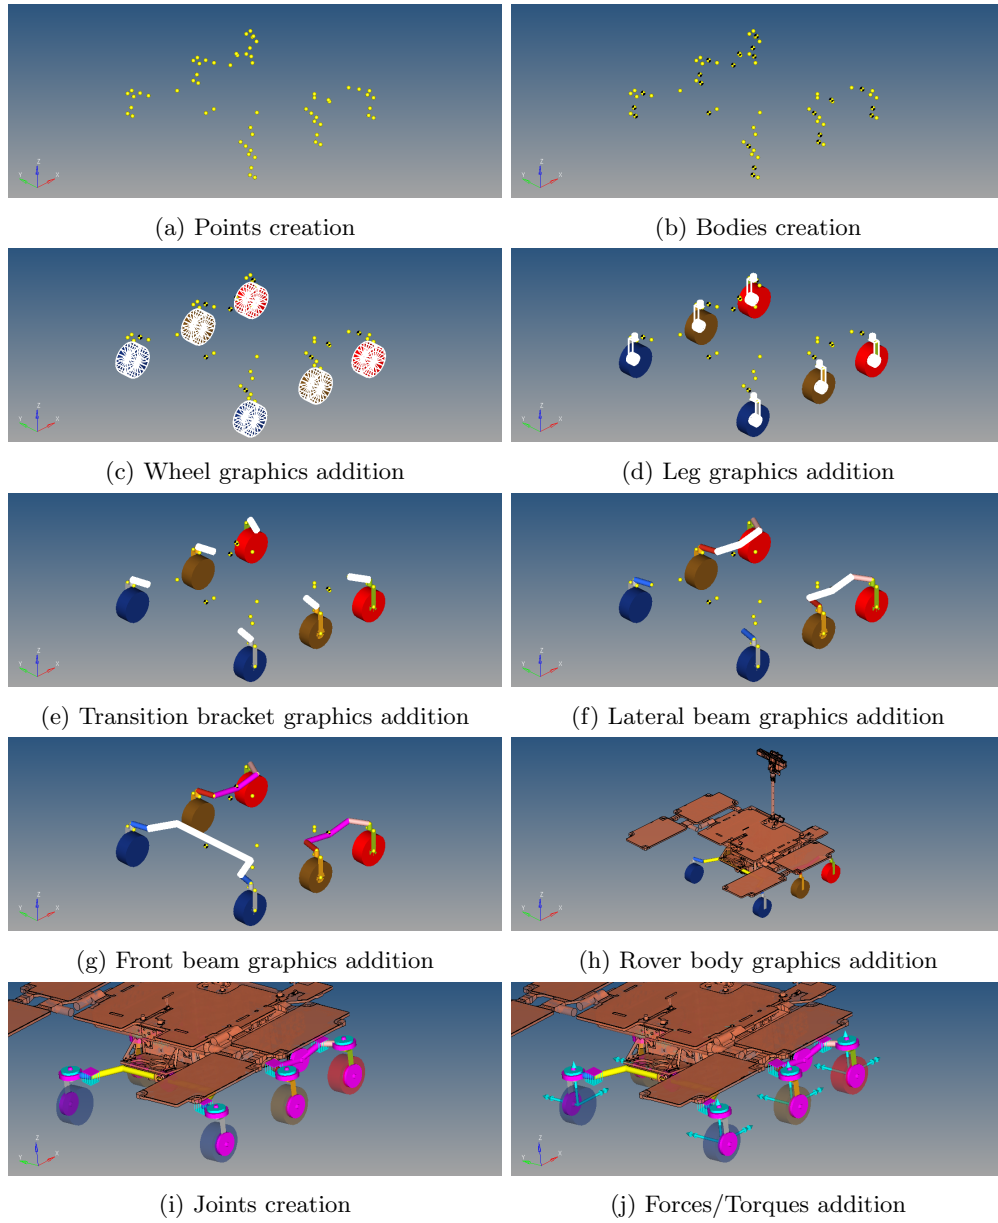 Z
Y
X
Z
Y
X
(a) Points creation
(b) Bodies creation
Z
Y
X
Z
Y
X
(c) Wheel graphics addition
(d) Leg graphics addition
Z
Y
X
Z
Y
X
(e) Transition bracket graphics addition
(f) Lateral beam graphics addition
Z
Y
X
Z
Y
X
(g) Front beam graphics addition
(h) Rover body graphics addition
Z
Y
X
Z
Y
X
(i) Joints creation
(j) Forces/Torques addition